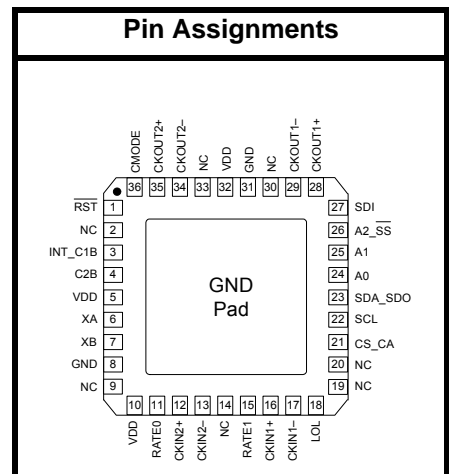 Pin Assignments
CMODE
CKOUT2+
CKOUT2–
NC
VDD
GND
NC
CKOUT1–
CKOUT1+
36 35 34 33 32 31 30 29 28
RST 1
NC 2
INT_C1B 3
C2B 4
VDD 5
XA 6
XB 7
GND 8
NC 9
GND
Pad
27 SDI
26 A2_SS
25 A1
24 A0
23 SDA_SDO
22 SCL
21 CS_CA
20 NC
19 NC
10 11 12 13 14 15 16 17 18
VDD
RATE0
CKIN2+
CKIN2–
NC
RATE1
CKIN1+
CKIN1–
LOL